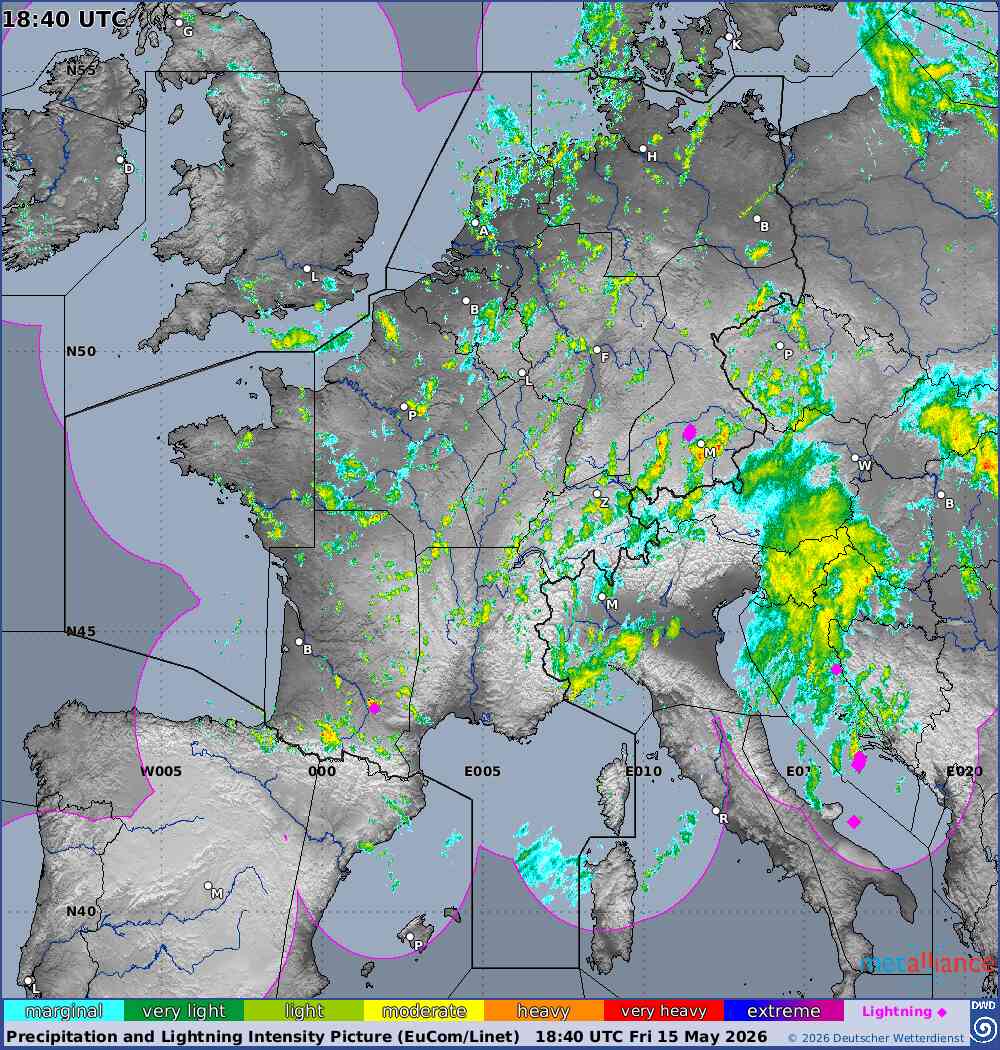 18:40 UTC
G
K
N55
D
H
A
B
L
B
N50
P
F
L
P
M
W
Z
B
M
N45
B
W005
000
E005
E010
E01
E020
R
M
N40
P
L
metalliance
marginal
very light
light
moderate
heavy
very heavy
extreme
Lightning
DWD
Precipitation and Lightning Intensity Picture (EuCom/Linet) 18:40 UTC Fri 15 May 2026 © 2026 Deutscher Wetterdienst